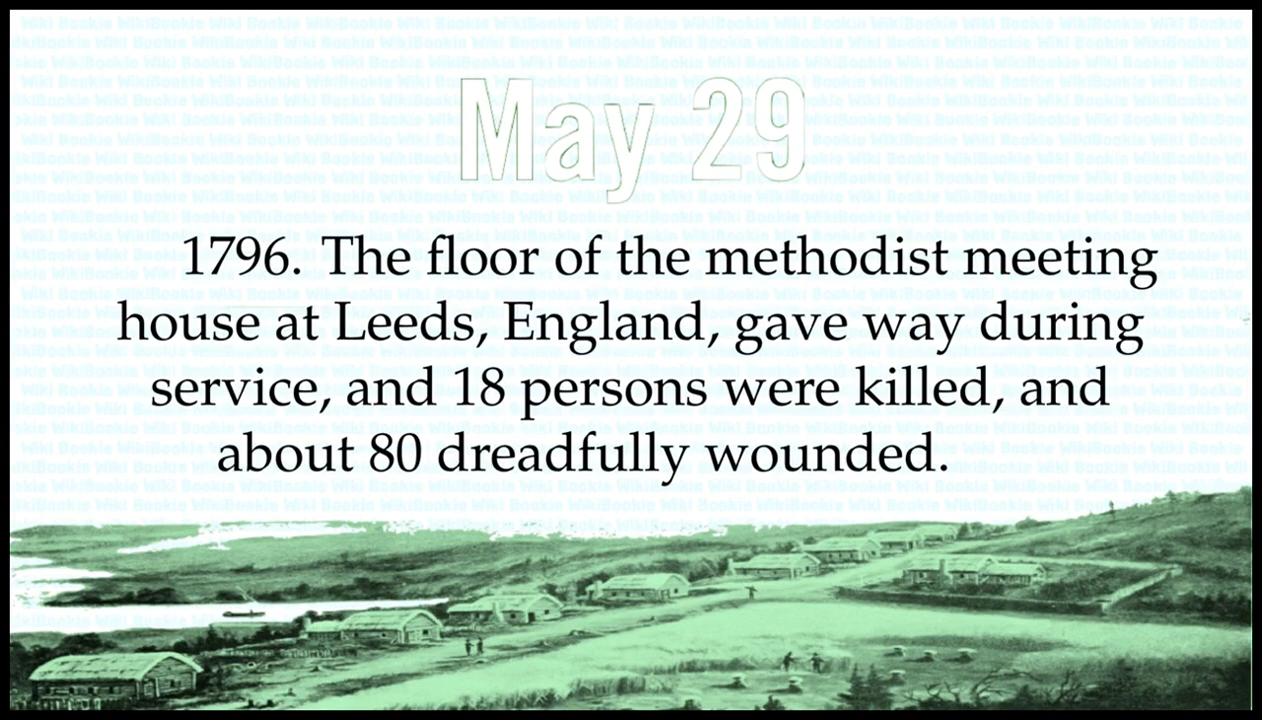 May 29
1796. The floor of the methodist meeting
house at Leeds, England, gave way during
service, and 18 persons were killed, and
about 80 dreadfully wounded.